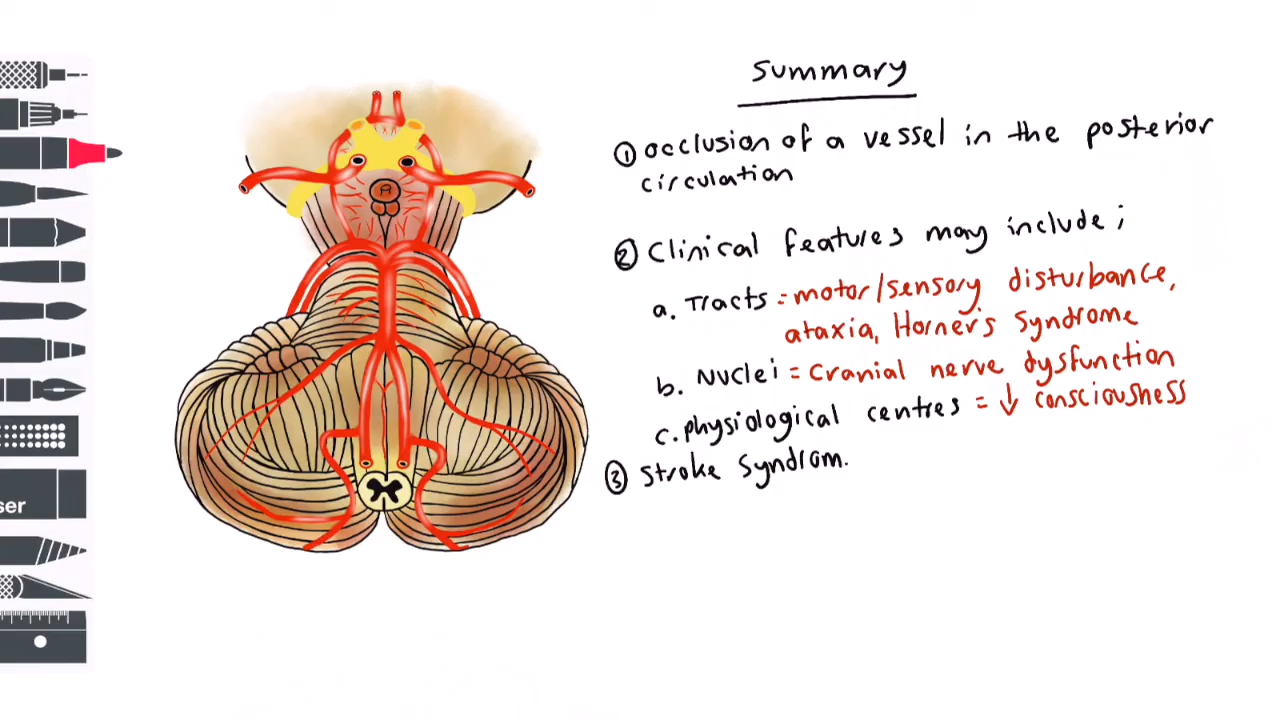 ser
A
Summary
① occlusion of a vessel in the posterior
circulation
② Clinical features may include ;
a. Tracts = motor/sensory disturbance,
ataxia, Horner's Syndrome
b. Nuclei = cranial nerve dysfunction
c. physiological centres = ↓ consciousness
③ Stroke Syndrom.